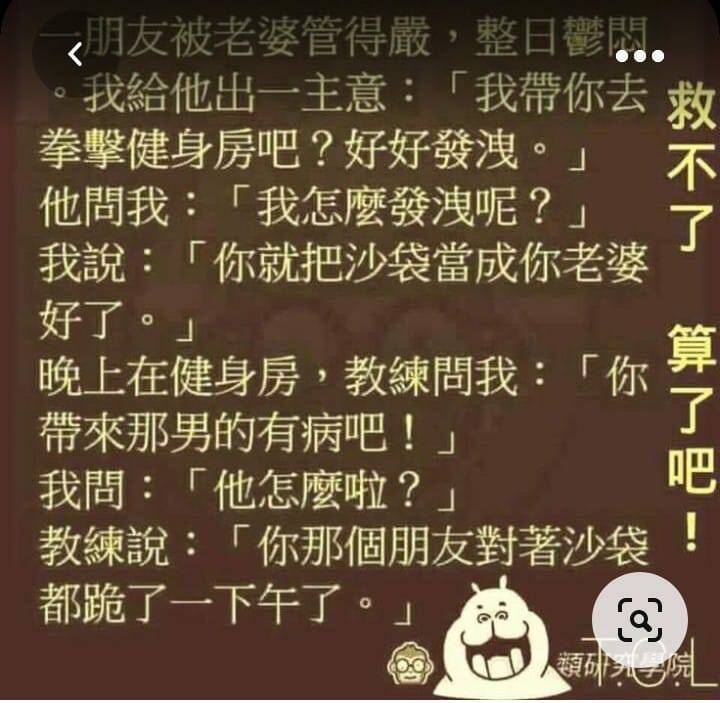 一朋友被老婆管得嚴，整日鬱悶
。我給他出一主意：「我帶你去
拳擊健身房吧？好好發洩。」
他問我：「我怎麼發洩呢？」
我說：「你就把沙袋當成你老婆
好了。」
晚上在健身房，教練問我：「你
帶來那男的有病吧！」
我問：「他怎麼啦？」
教練說：「你那個朋友對著沙袋
都跪了一下午了。」
救不了 算了吧！
類研究學院